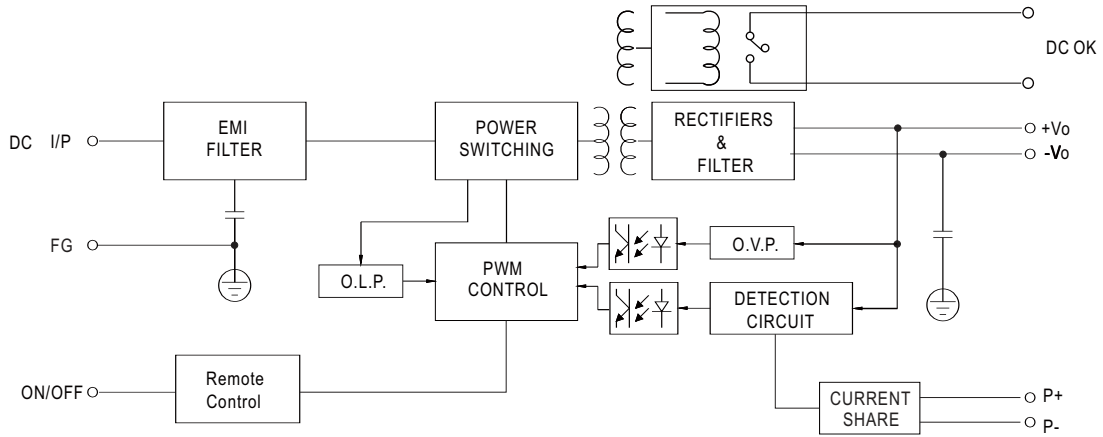 DC OK
EMI
FILTER
POWER
SWITCHING
RECTIFIERS
&
FILTER
DC I/P
+Vo
-Vo
FG
O.L.P.
PWM
CONTROL
O.V.P.
DETECTION
CIRCUIT
ON/OFF
Remote
Control
CURRENT
SHARE
P+
P-